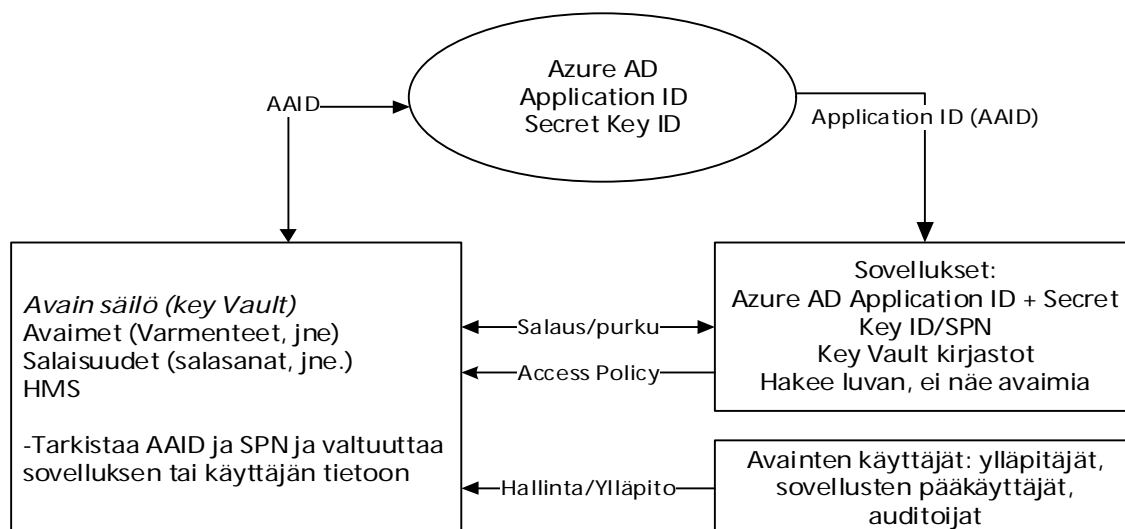 Azure AD
Application ID
Secret Key ID
AAID
Application ID (AAID)
Avain säilö (key Vault)
Avaimet (Varmenteet, jne)
Salaisuudet (salasanat, jne.)
HMS
-Tarkistaa AAID ja SPN ja valtuuttaa
sovelluksen tai käyttäjän tietoon
Salaus/purku
Access Policy
Hallinta/Ylläpito
Sovellukset:
Azure AD Application ID + Secret
Key ID/SPN
Key Vault kirjastot
Hakee luvan, ei näe avaimia
Avainten käyttäjät: ylläpitäjät,
sovellusten pääkäyttäjät,
auditoijat